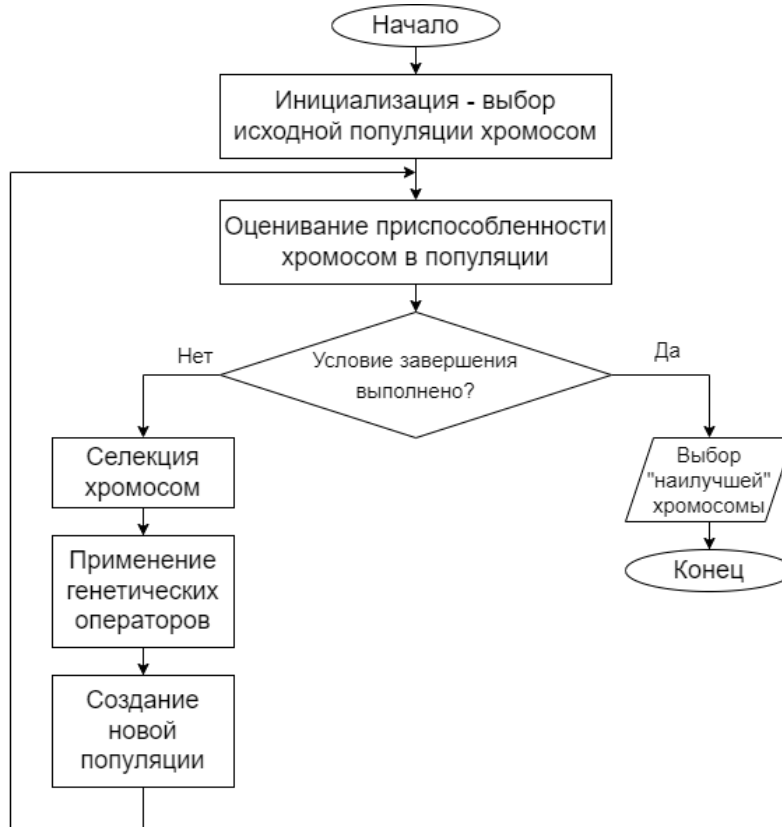 Начало
Инициализация - выбор
исходной популяции хромосом
Оценивание приспособленности
хромосом в популяции
Нет
Условие завершения
выполнено?
Да
Селекция
хромосом
Выбор
"наилучшей"
хромосомы
Применение
генетических
операторов
Конец
Создание
новой
популяции